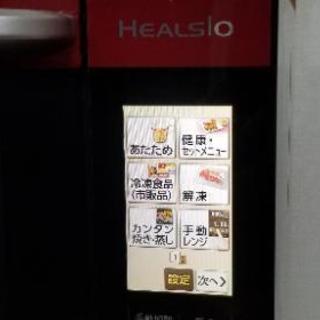 HEALSIO
あたため
健康・
セットメニュー
冷凍食品
(市販品)
解凍
カンタン
焼き・蒸し
手動
レンジ
1
設定
次へ